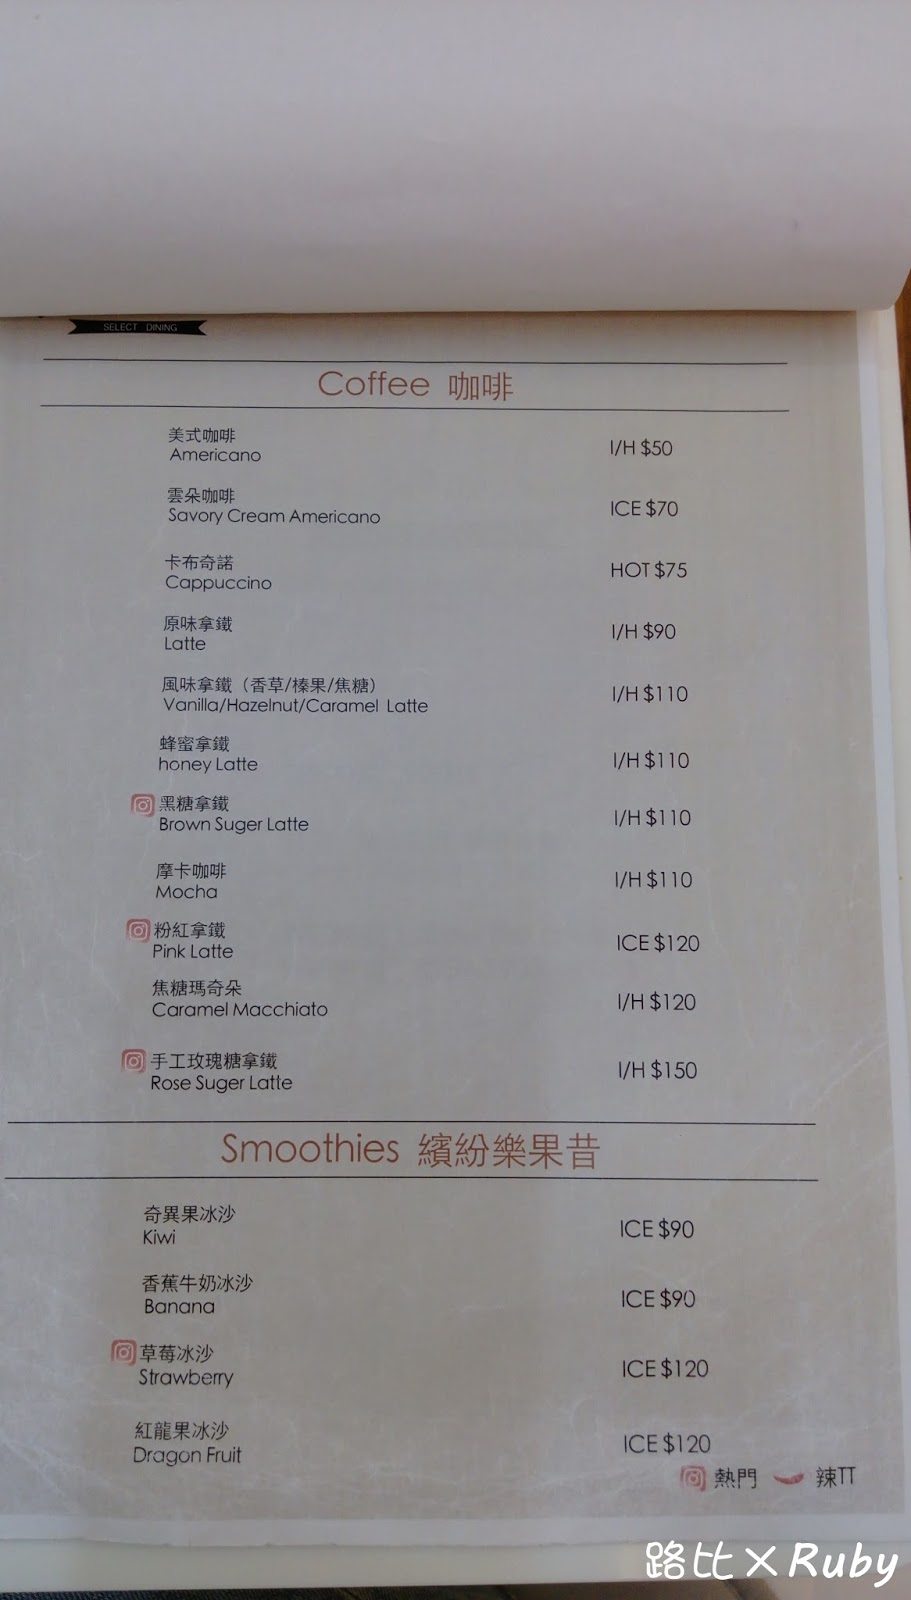 SELECT DINING
Coffee 咖啡
美式咖啡
Americano
I/H $50
雲朵咖啡
Savory Cream Americano
ICE $70
卡布奇諾
Cappuccino
HOT $75
原味拿鐵
Latte
I/H $90
風味拿鐵（香草/榛果/焦糖）
Vanilla/Hazelnut/Caramel Latte
I/H $110
蜂蜜拿鐵
honey Latte
I/H $110
黑糖拿鐵
Brown Suger Latte
I/H $110
摩卡咖啡
Mocha
I/H $110
粉紅拿鐵
Pink Latte
ICE $120
焦糖瑪奇朵
Caramel Macchiato
I/H $120
手工玫瑰糖拿鐵
Rose Suger Latte
I/H $150
Smoothies 繽紛樂果昔
奇異果冰沙
Kiwi
ICE $90
香蕉牛奶冰沙
Banana
ICE $90
草莓冰沙
Strawberry
ICE $120
紅龍果冰沙
Dragon Fruit
ICE $120
熱門 辣TT
路比×Ruby